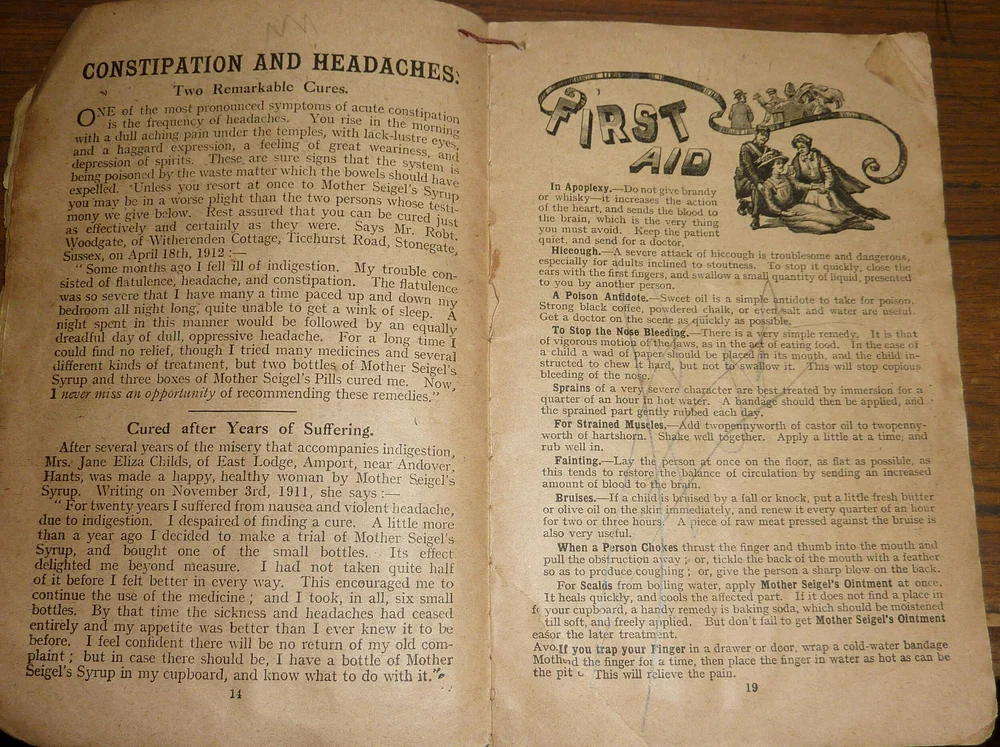 CONSTIPATION AND HEADACHES.
Two Remarkable Cures.
ONE of the most pronounced symptoms of acute constipation
is the frequency of headaches. You rise in the morning
with a dull aching pain under the temples, with lack-lustre eyes,
and a haggard expression, a feeling of great weariness, and
depression of spirits. These are sure signs that the system is
being poisoned by the waste matter which the bowels should have
expelled. Unless you resort at once to Mother Seigel's Syrup
you may be in a worse plight than the two persons whose testi-
mony we give below. Rest assured that you can be cured just
as effectively and certainly as they were. Says Mr. Robt.
Woodgate, of Witherenden Cottage, Ticehurst Road, Stonegate,
Sussex, on April 18th, 1912 :—
" Some months ago I fell ill of indigestion. My trouble con-
sisted of flatulence, headache, and constipation. The flatulence
was so severe that I have many a time paced up and down my
bedroom all night long, quite unable to get a wink of sleep. A
night spent in this manner would be followed by an equally
dreadful day of dull, oppressive headache. For a long time I
could find no relief, though I tried many medicines and several
different kinds of treatment, but two bottles of Mother Seigel's
Syrup and three boxes of Mother Seigel's Pills cured me. Now,
I never miss an opportunity of recommending these remedies."
Cured after Years of Suffering.
After several years of the misery that accompanies indigestion,
Mrs. Jane Eliza Childs, of East Lodge, Amport, near Andover,
Hants, was made a happy, healthy woman by Mother Seigel's
Syrup. Writing on November 3rd, 1911, she says :—
" For twenty years I suffered from nausea and violent headache,
due to indigestion. I despaired of finding a cure. A little more
than a year ago I decided to make a trial of Mother Seigel's
Syrup, and bought one of the small bottles. Its effect
delighted me beyond measure. I had not taken quite half
of it before I felt better in every way. This encouraged me to
continue the use of the medicine ; and I took, in all, six small
bottles. By that time the sickness and headaches had ceased
entirely and my appetite was better than I ever knew it to be
before. I feel confident there will be no return of my old com-
plaint ; but in case there should be, I have a bottle of Mother
Seigel's Syrup in my cupboard, and know what to do with it."
14
FIRST
AID
In Apoplexy.—Do not give brandy
or whisky—it increases the action
of the heart, and sends the blood to
the brain, which is the very thing
you must avoid. Keep the patient
quiet, and send for a doctor.
Hiccough.—A severe attack of hiccough is troublesome and dangerous,
especially for adults inclined to stoutness. To stop it quickly, close the
ears with the first fingers, and swallow a small quantity of liquid, presented
to you by another person.
A Poison Antidote.—Sweet oil is a simple antidote to take for poison.
Strong black coffee, powdered chalk, or even salt and water are useful.
Get a doctor on the scene as quickly as possible.
To Stop the Nose Bleeding.—There is a very simple remedy. It is that
of vigorous motion of the jaws, as in the act of eating food. In the case of
a child a wad of paper should be placed in its mouth, and the child in-
structed to chew it hard, but not to swallow it. This will stop copious
bleeding of the nose.
Sprains of a very severe character are best treated by immersion for a
quarter of an hour in hot water. A bandage should then be applied, and
the sprained part gently rubbed each day.
For Strained Muscles.—Add twopennyworth of castor oil to twopenny-
worth of hartshorn. Shake well together. Apply a little at a time, and
rub well in.
Fainting.—Lay the person at once on the floor, as flat as possible, as
this tends to restore the balance of circulation by sending an increased
amount of blood to the brain.
Bruises.—If a child is bruised by a fall or knock, put a little fresh butter
or olive oil on the skin immediately, and renew it every quarter of an hour
for two or three hours. A piece of raw meat pressed against the bruise is
also very useful.
When a Person Chokes thrust the finger and thumb into the mouth and
pull the obstruction away ; or, tickle the back of the mouth with a feather
so as to produce coughing ; or, give the person a sharp blow on the back.
For Scalds from boiling water, apply Mother Seigel's Ointment at once.
It heals quickly, and cools the affected part. If it does not find a place in
your cupboard, a handy remedy is baking soda, which should be moistened
till soft, and freely applied. But don't fail to get Mother Seigel's Ointment
for the later treatment.
If you trap your Finger in a drawer or door, wrap a cold-water bandage
the finger for a time, then place the finger in water as hot as can be
This will relieve the pain.
19